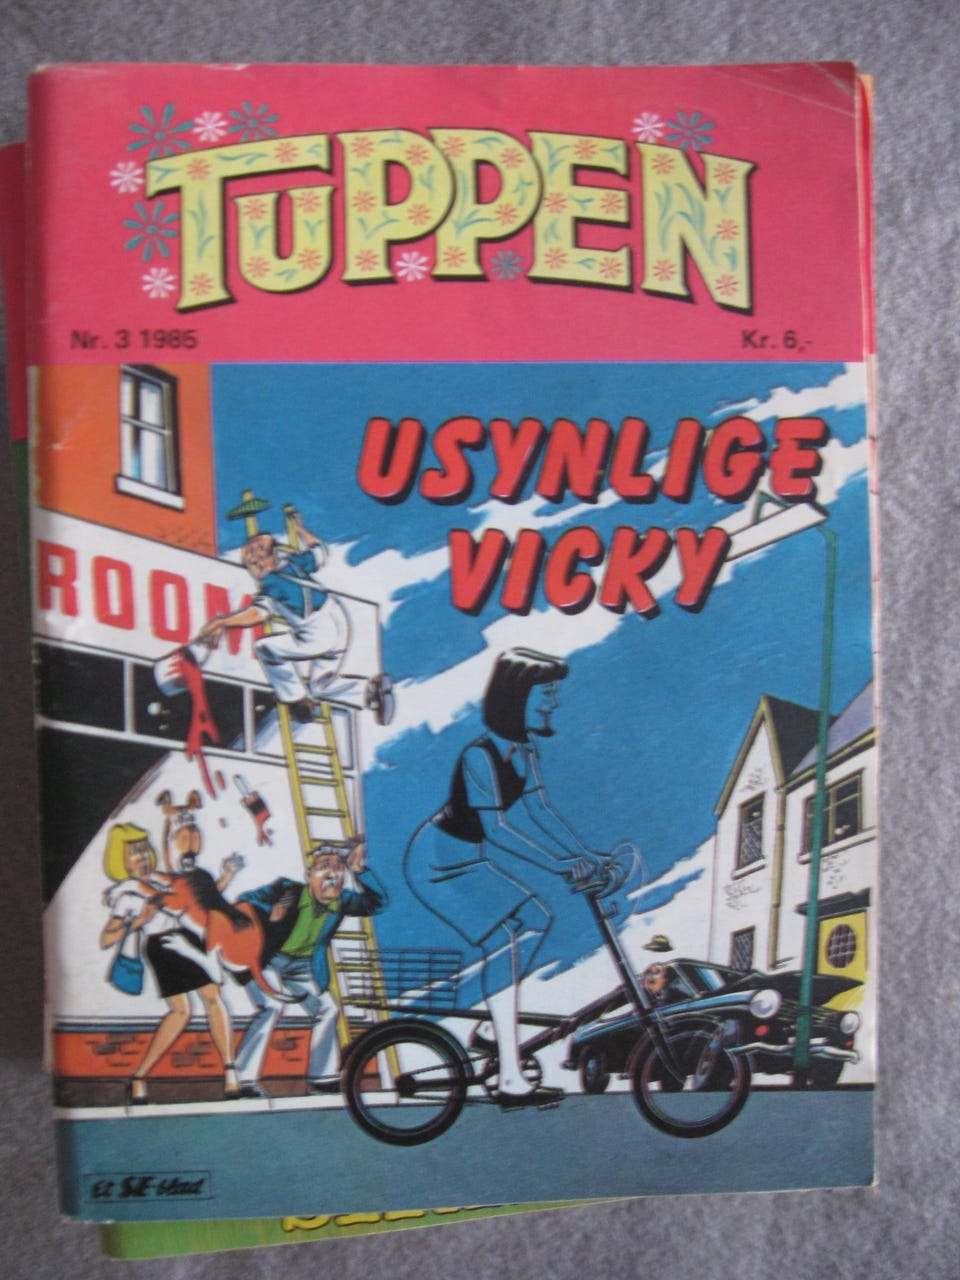 TUPPEN
Nr. 3 1985
Kr. 6,-
USYNLIGE
VICKY
ROOM
Et SE-blad